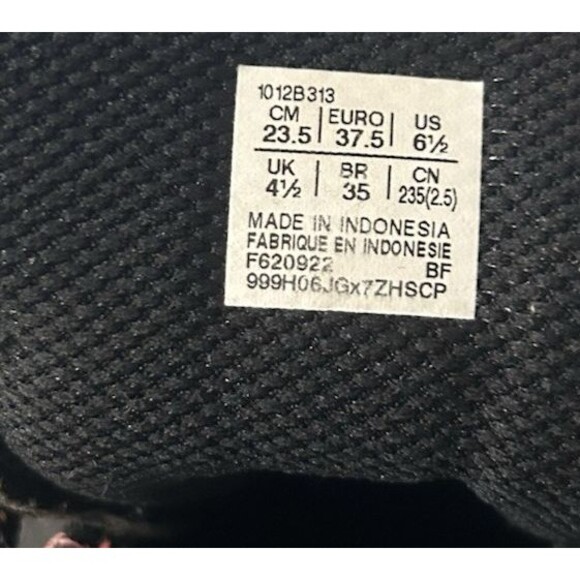 1012B313
CM | EURO | US
23.5 | 37.5 | 6½
UK | BR | CN
4½ | 35 | 235(2.5)
MADE IN INDONESIA
FABRIQUE EN INDONESIE
F620922 BF
999H06JGx7ZHSCP